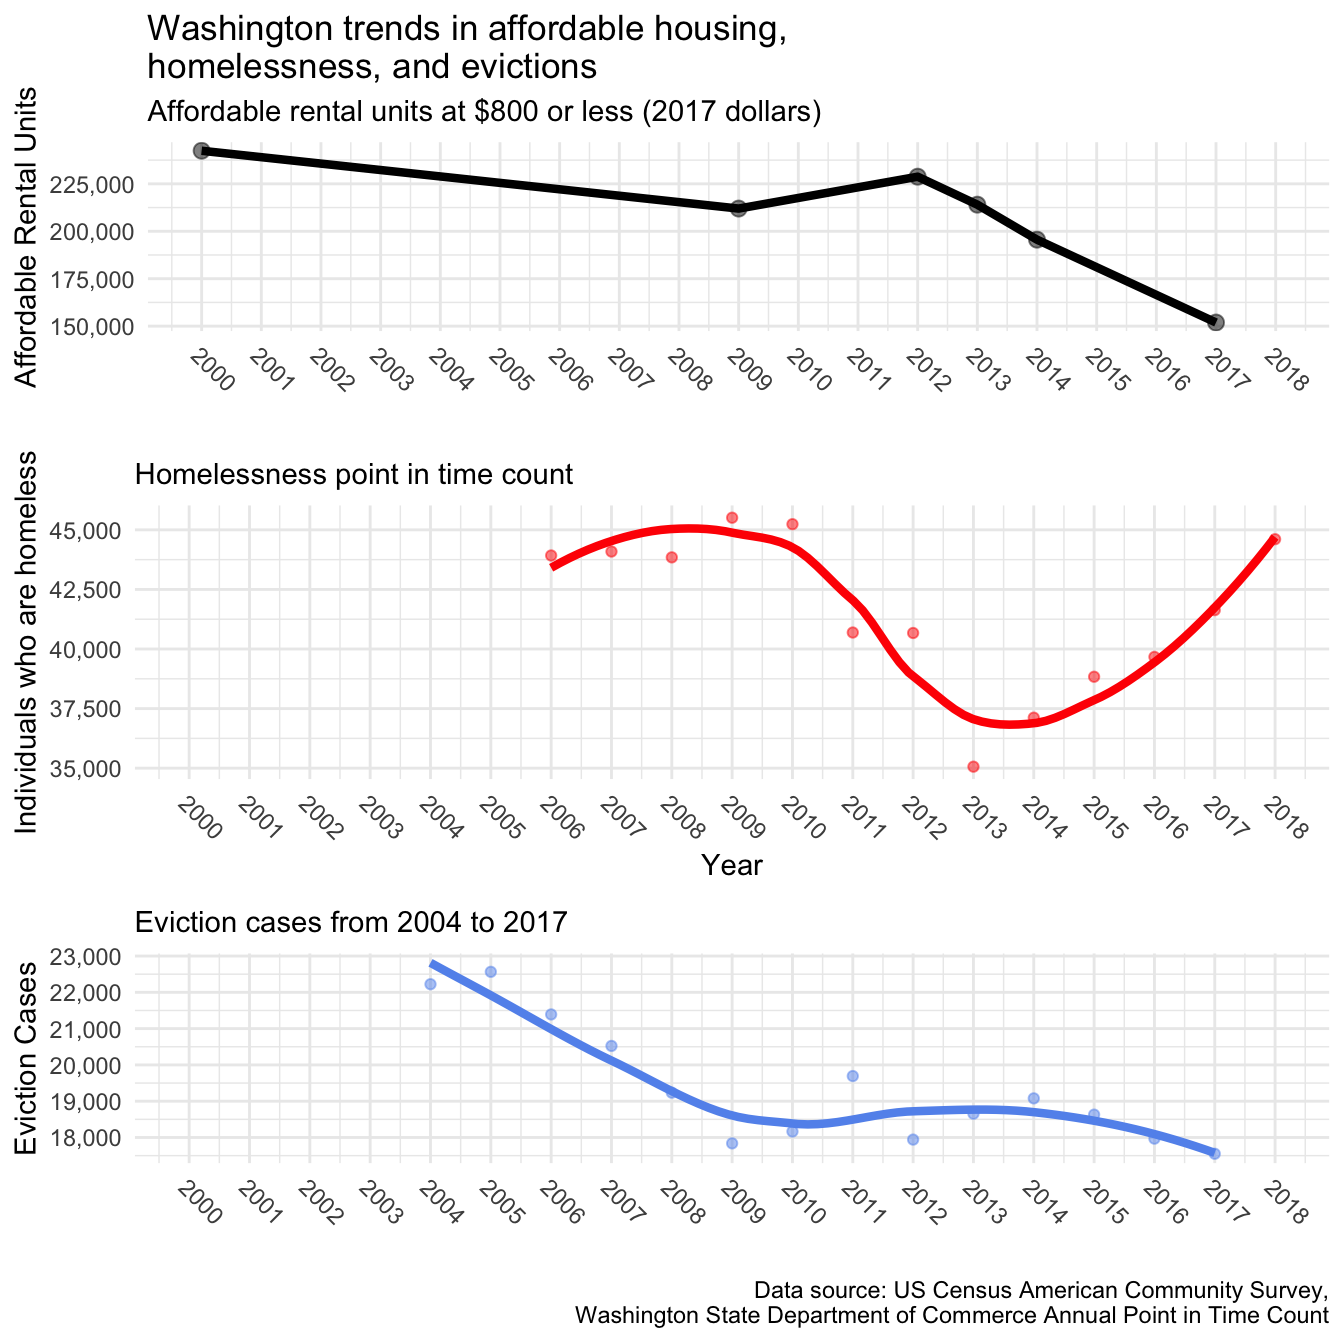 Washington trends in affordable housing,
homelessness, and evictions
Affordable rental units at $800 or less (2017 dollars)
Affordable Rental Units
225,000
200,000
175,000
150,000
2000 2001 2002 2003 2004 2005 2006 2007 2008 2009 2010 2011 2012 2013 2014 2015 2016 2017 2018
Homelessness point in time count
Individuals who are homeless
45,000
42,500
40,000
37,500
35,000
2000 2001 2002 2003 2004 2005 2006 2007 2008 2009 2010 2011 2012 2013 2014 2015 2016 2017 2018
Year
Eviction cases from 2004 to 2017
Eviction Cases
23,000
22,000
21,000
20,000
19,000
18,000
2000 2001 2002 2003 2004 2005 2006 2007 2008 2009 2010 2011 2012 2013 2014 2015 2016 2017 2018
Data source: US Census American Community Survey,
Washington State Department of Commerce Annual Point in Time Count